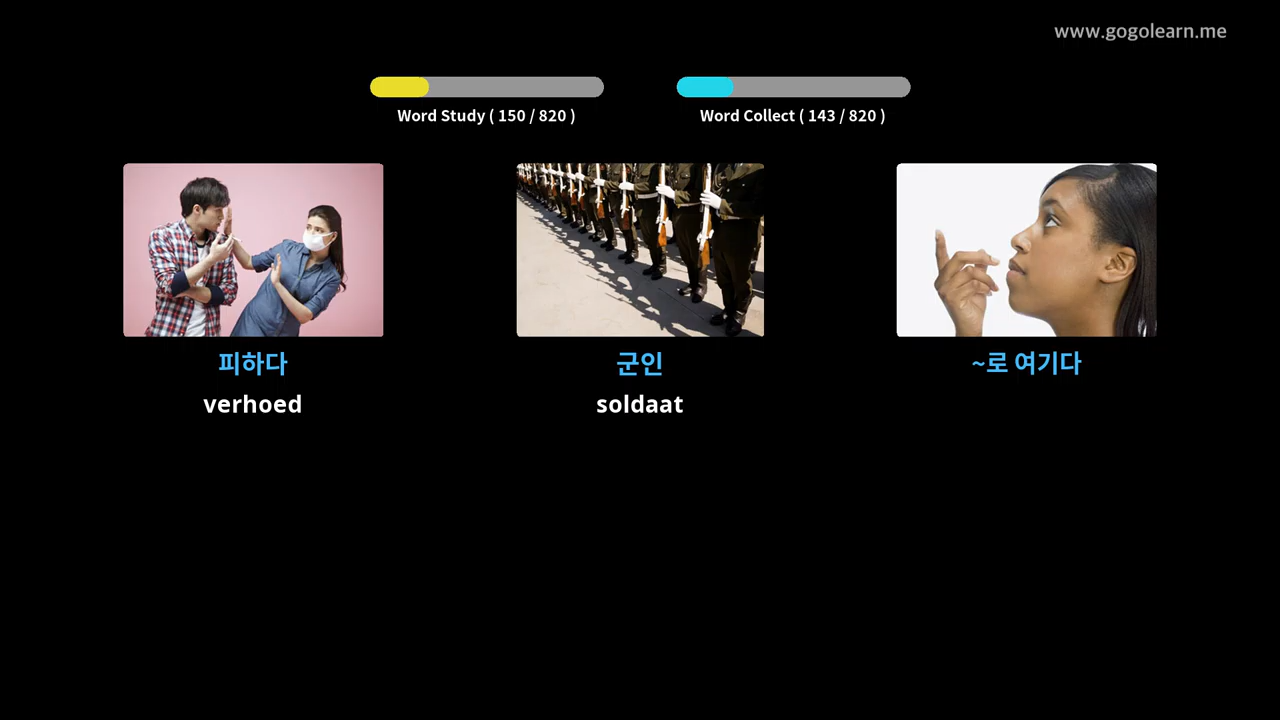 www.gogolearn.me
Word Study ( 150 / 820 )
Word Collect ( 143 / 820 )
피하다
군인
~로 여기다
verhoed
soldaat